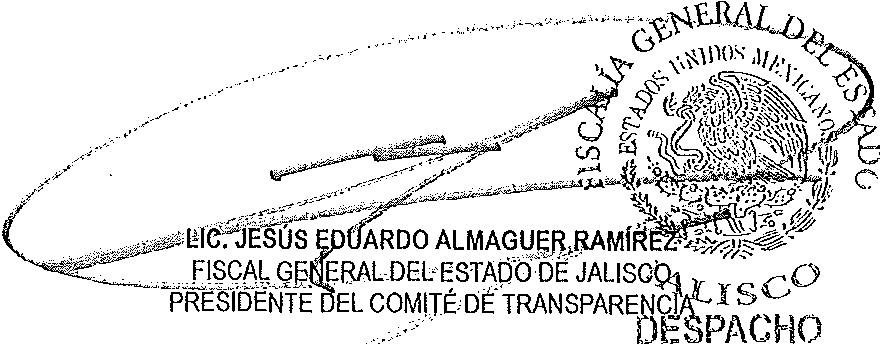 FISCALÍA GENERAL DEL ESTADO
ESTADOS UNIDOS MEXICANOS
LIC. JESÚS EDUARDO ALMAGUER RAMÍREZ
FISCAL GENERAL DEL ESTADO DE JALISCO
PRESIDENTE DEL COMITÉ DE TRANSPARENCIA
JALISCO
DESPACHO